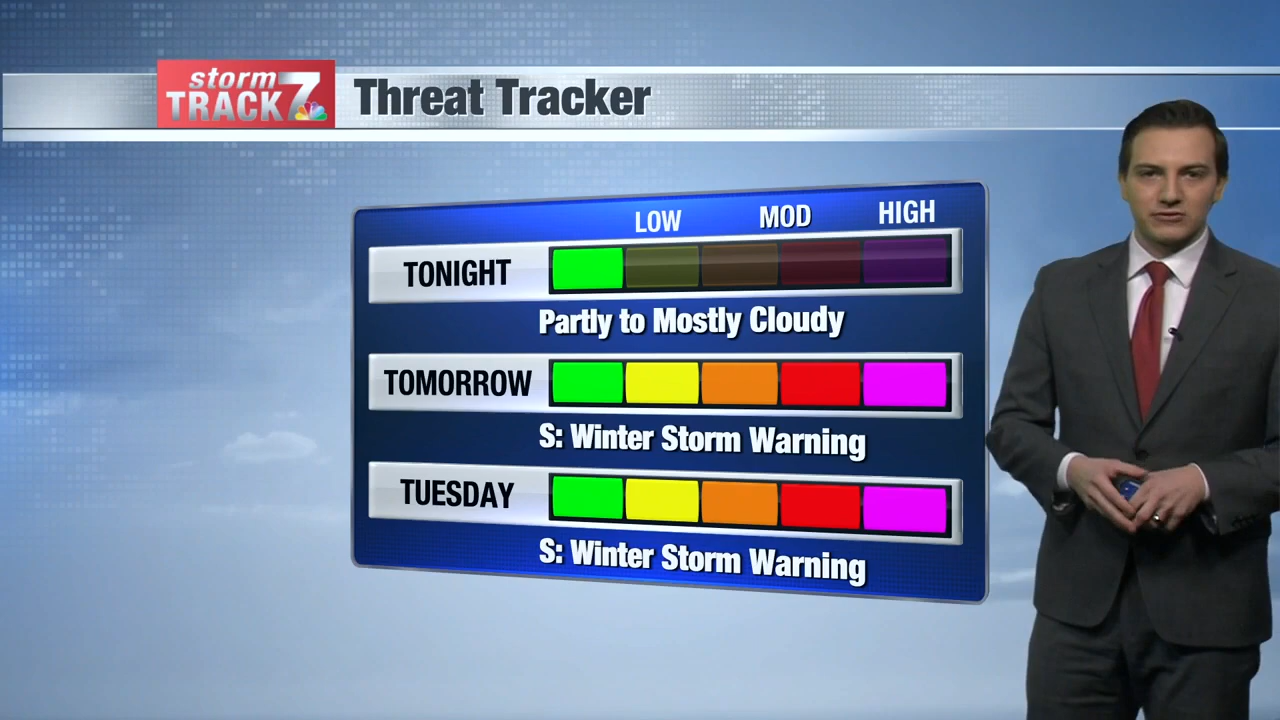 storm
TRACK 7
Threat Tracker
LOW MOD HIGH
TONIGHT
Partly to Mostly Cloudy
TOMORROW
S: Winter Storm Warning
TUESDAY
S: Winter Storm Warning